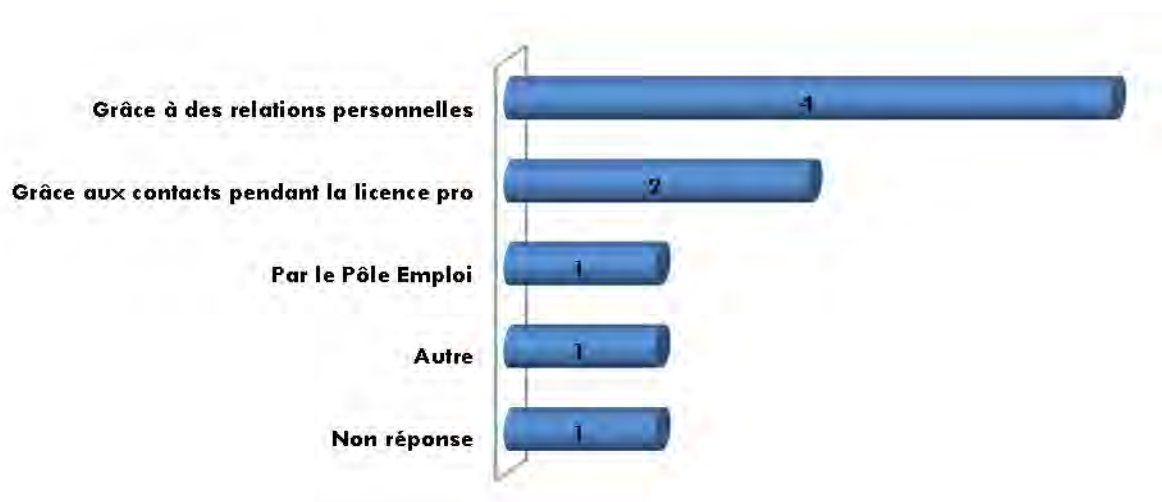 Grâce à des relations personnelles 4
Grâce aux contacts pendant la licence pro 2
Par le Pôle Emploi 1
Autre 1
Non réponse 1